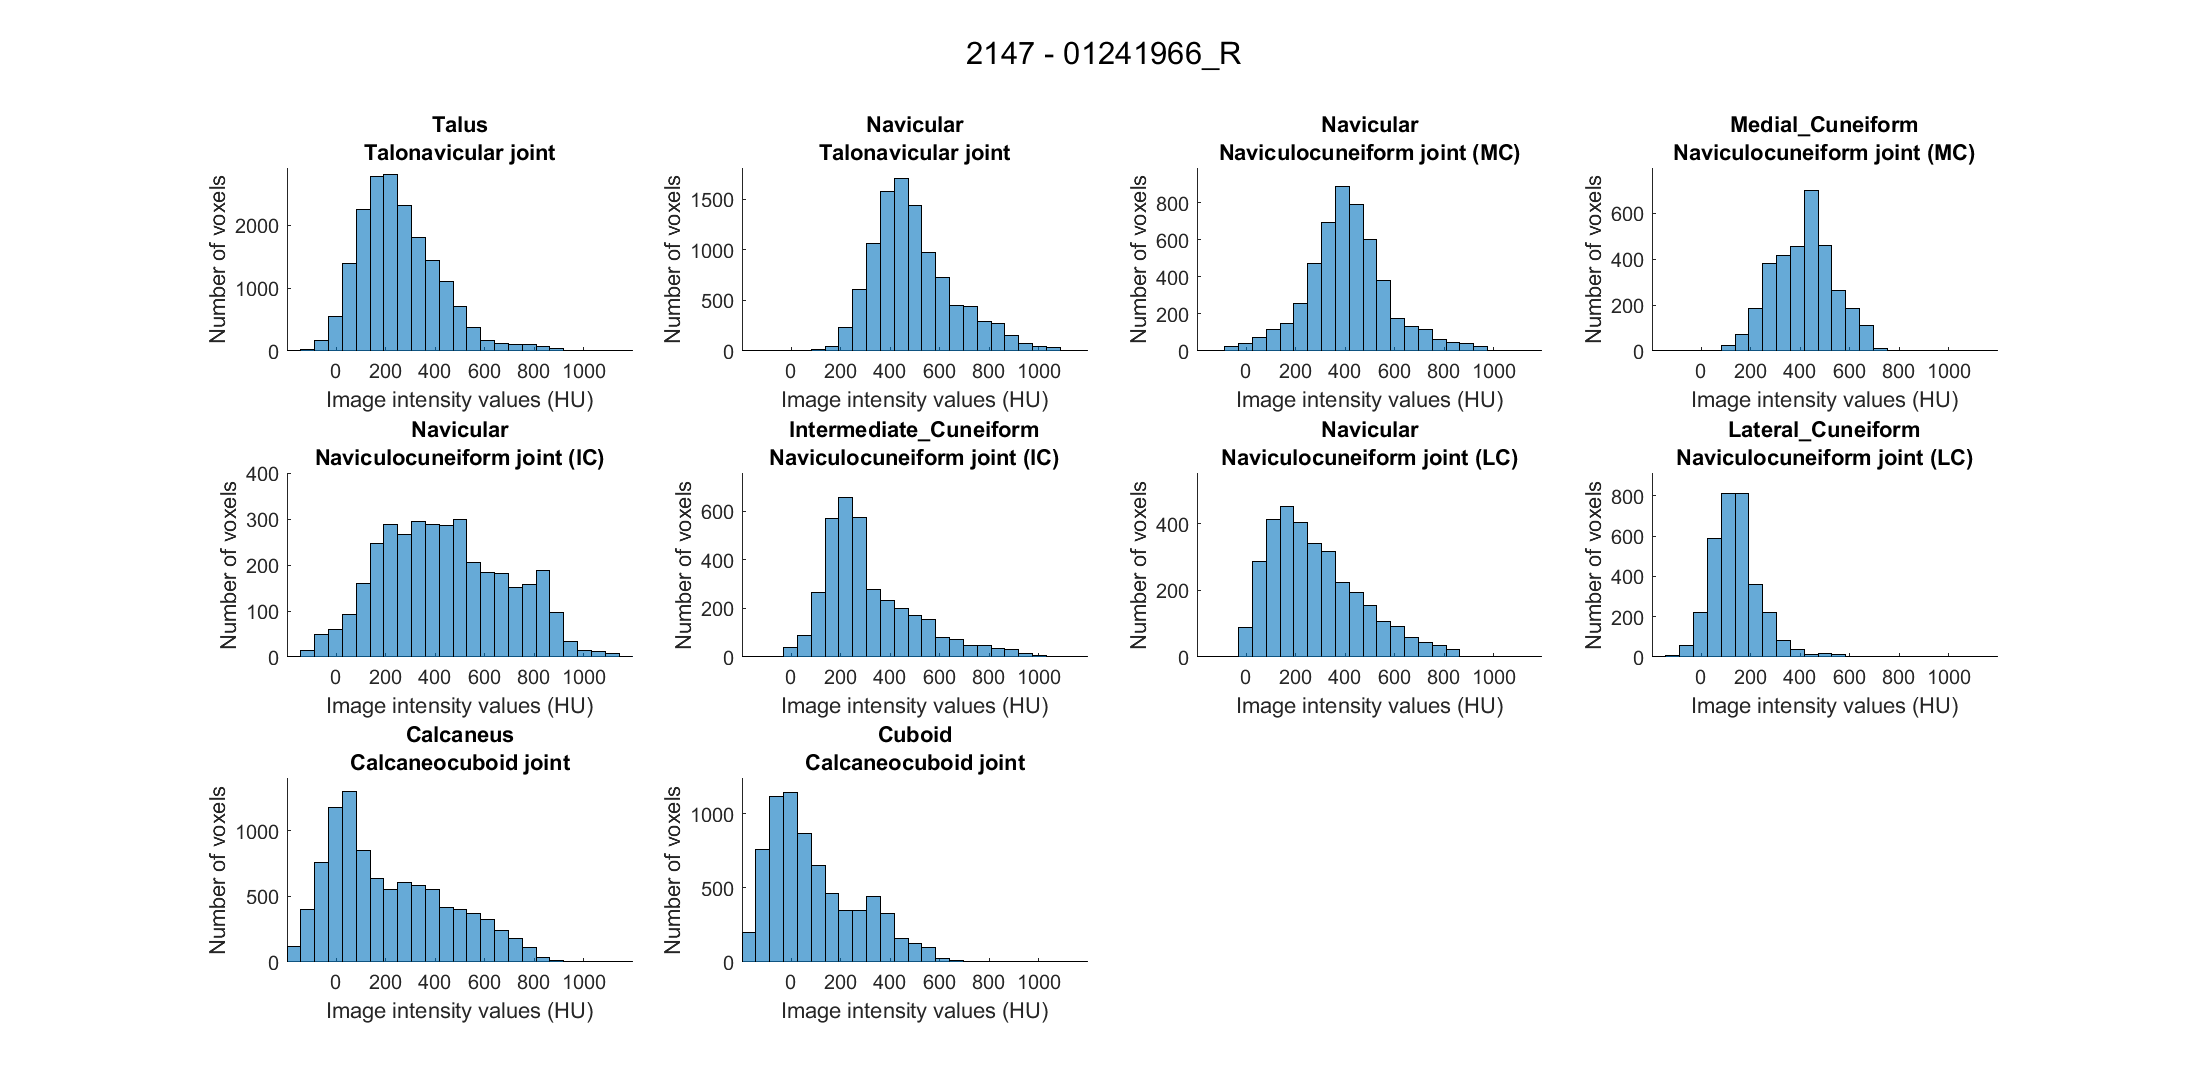 2147 - 01241966_R
Talus
Talonavicular joint
Number of voxels
2000
1000
0
0 200 400 600 800 1000
Image intensity values (HU)
Navicular
Talonavicular joint
Number of voxels
1500
1000
500
0
0 200 400 600 800 1000
Image intensity values (HU)
Navicular
Naviculocuneiform joint (MC)
Number of voxels
800
600
400
200
0
0 200 400 600 800 1000
Image intensity values (HU)
Medial_Cuneiform
Naviculocuneiform joint (MC)
Number of voxels
600
400
200
0
0 200 400 600 800 1000
Image intensity values (HU)
Navicular
Naviculocuneiform joint (IC)
Number of voxels
400
300
200
100
0
0 200 400 600 800 1000
Image intensity values (HU)
Intermediate_Cuneiform
Naviculocuneiform joint (IC)
Number of voxels
600
400
200
0
0 200 400 600 800 1000
Image intensity values (HU)
Navicular
Naviculocuneiform joint (LC)
Number of voxels
400
200
0
0 200 400 600 800 1000
Image intensity values (HU)
Lateral_Cuneiform
Naviculocuneiform joint (LC)
Number of voxels
800
600
400
200
0
0 200 400 600 800 1000
Image intensity values (HU)
Calcaneus
Calcaneocuboid joint
Number of voxels
1000
500
0
0 200 400 600 800 1000
Image intensity values (HU)
Cuboid
Calcaneocuboid joint
Number of voxels
1000
500
0
0 200 400 600 800 1000
Image intensity values (HU)